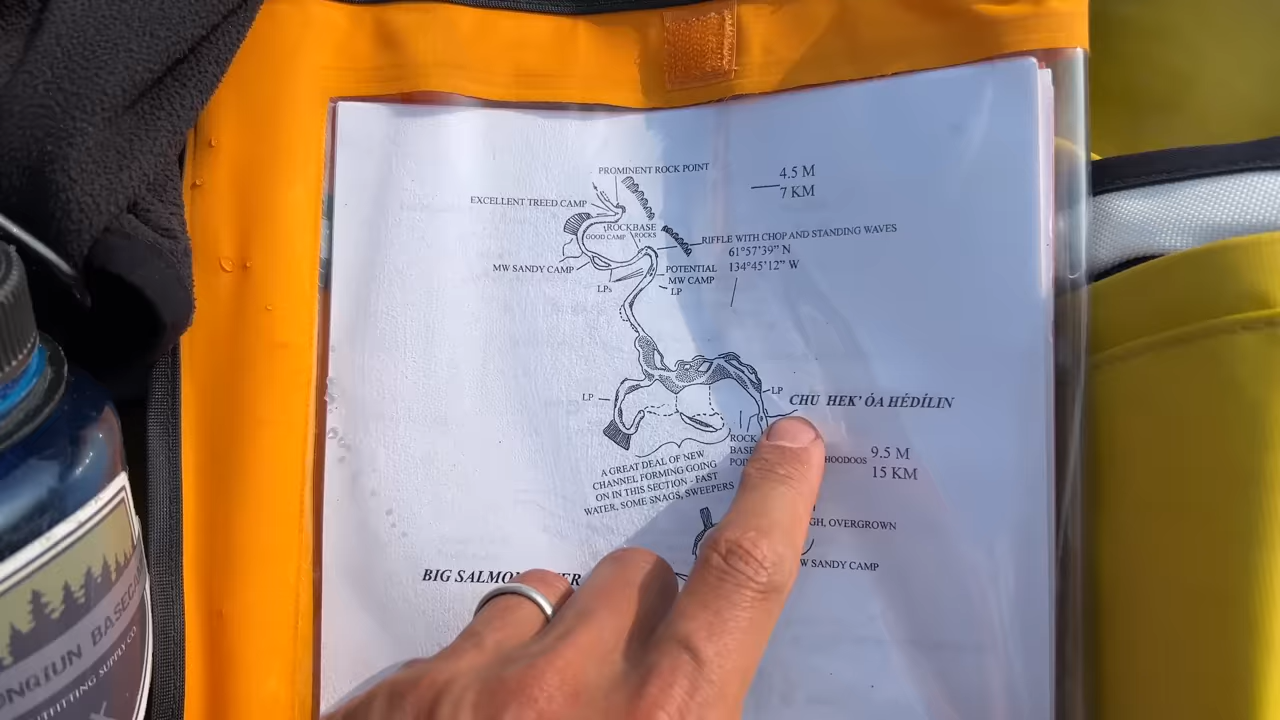 PROMINENT ROCK POINT
4.5 M
7 KM
EXCELLENT TREED CAMP
ROCKBASE
GOOD CAMP
ROCKS
RIFFLE WITH CHOP AND STANDING WAVES
61°57'39" N
134°45'12" W
MW SANDY CAMP
LPs
POTENTIAL
MW CAMP
LP
LP
LP
CHU HEK' ÓA HÉDÍLIN
ROCK
HOODOOS
9.5 M
15 KM
A GREAT DEAL OF NEW
CHANNEL FORMING GOING
ON IN THIS SECTION - FAST
WATER, SOME SNAGS, SWEEPERS
OVERGROWN
SANDY CAMP
BIG
SUPPLY CO